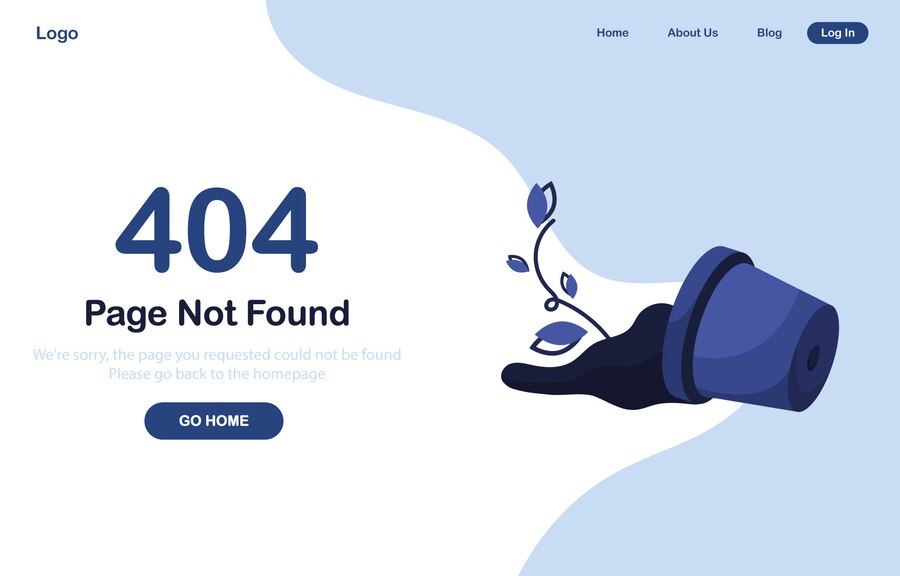 Logo
Home About Us Blog Log In
404
Page Not Found
We're sorry, the page you requested could not be found
Please go back to the homepage
GO HOME